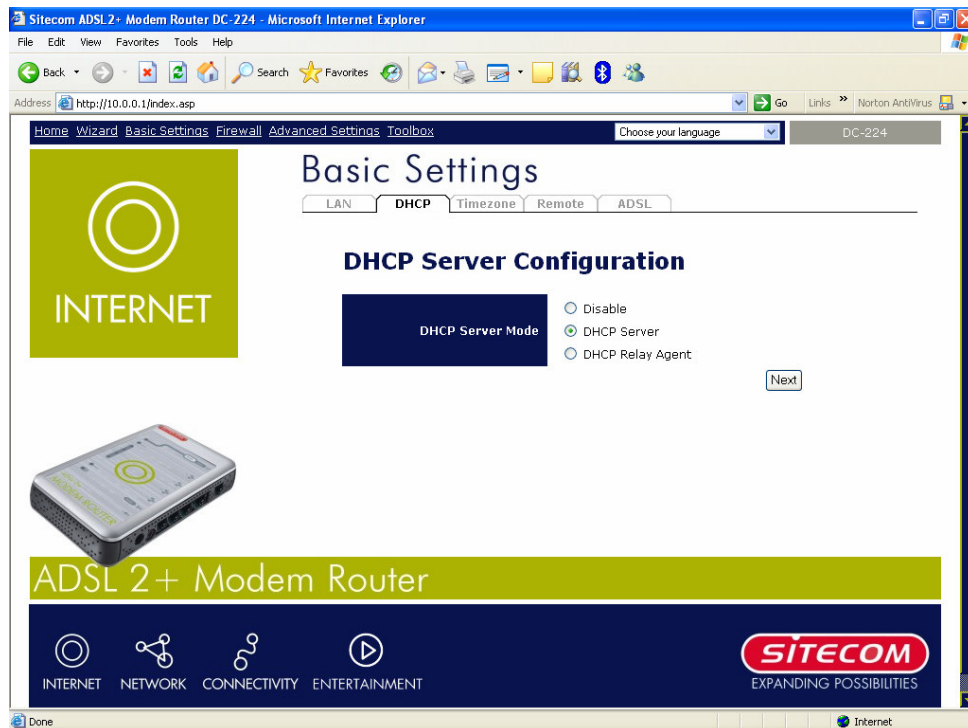 Sitecom ADSL2+ Modem Router DC-224 - Microsoft Internet Explorer
File Edit View Favorites Tools Help
Back Search Favorites
Address http://10.0.0.1/index.asp Go Links » Norton AntiVirus
Home Wizard Basic Settings Firewall Advanced Settings Toolbox Choose your language DC-224
Basic Settings
LAN DHCP Timezone Remote ADSL
DHCP Server Configuration
INTERNET
DHCP Server Mode
Disable
DHCP Server
DHCP Relay Agent
Next
MODEM ROUTER
ADSL 2+ Modem Router
INTERNET NETWORK CONNECTIVITY ENTERTAINMENT
SITECOM
EXPANDING POSSIBILITIES
Done Internet